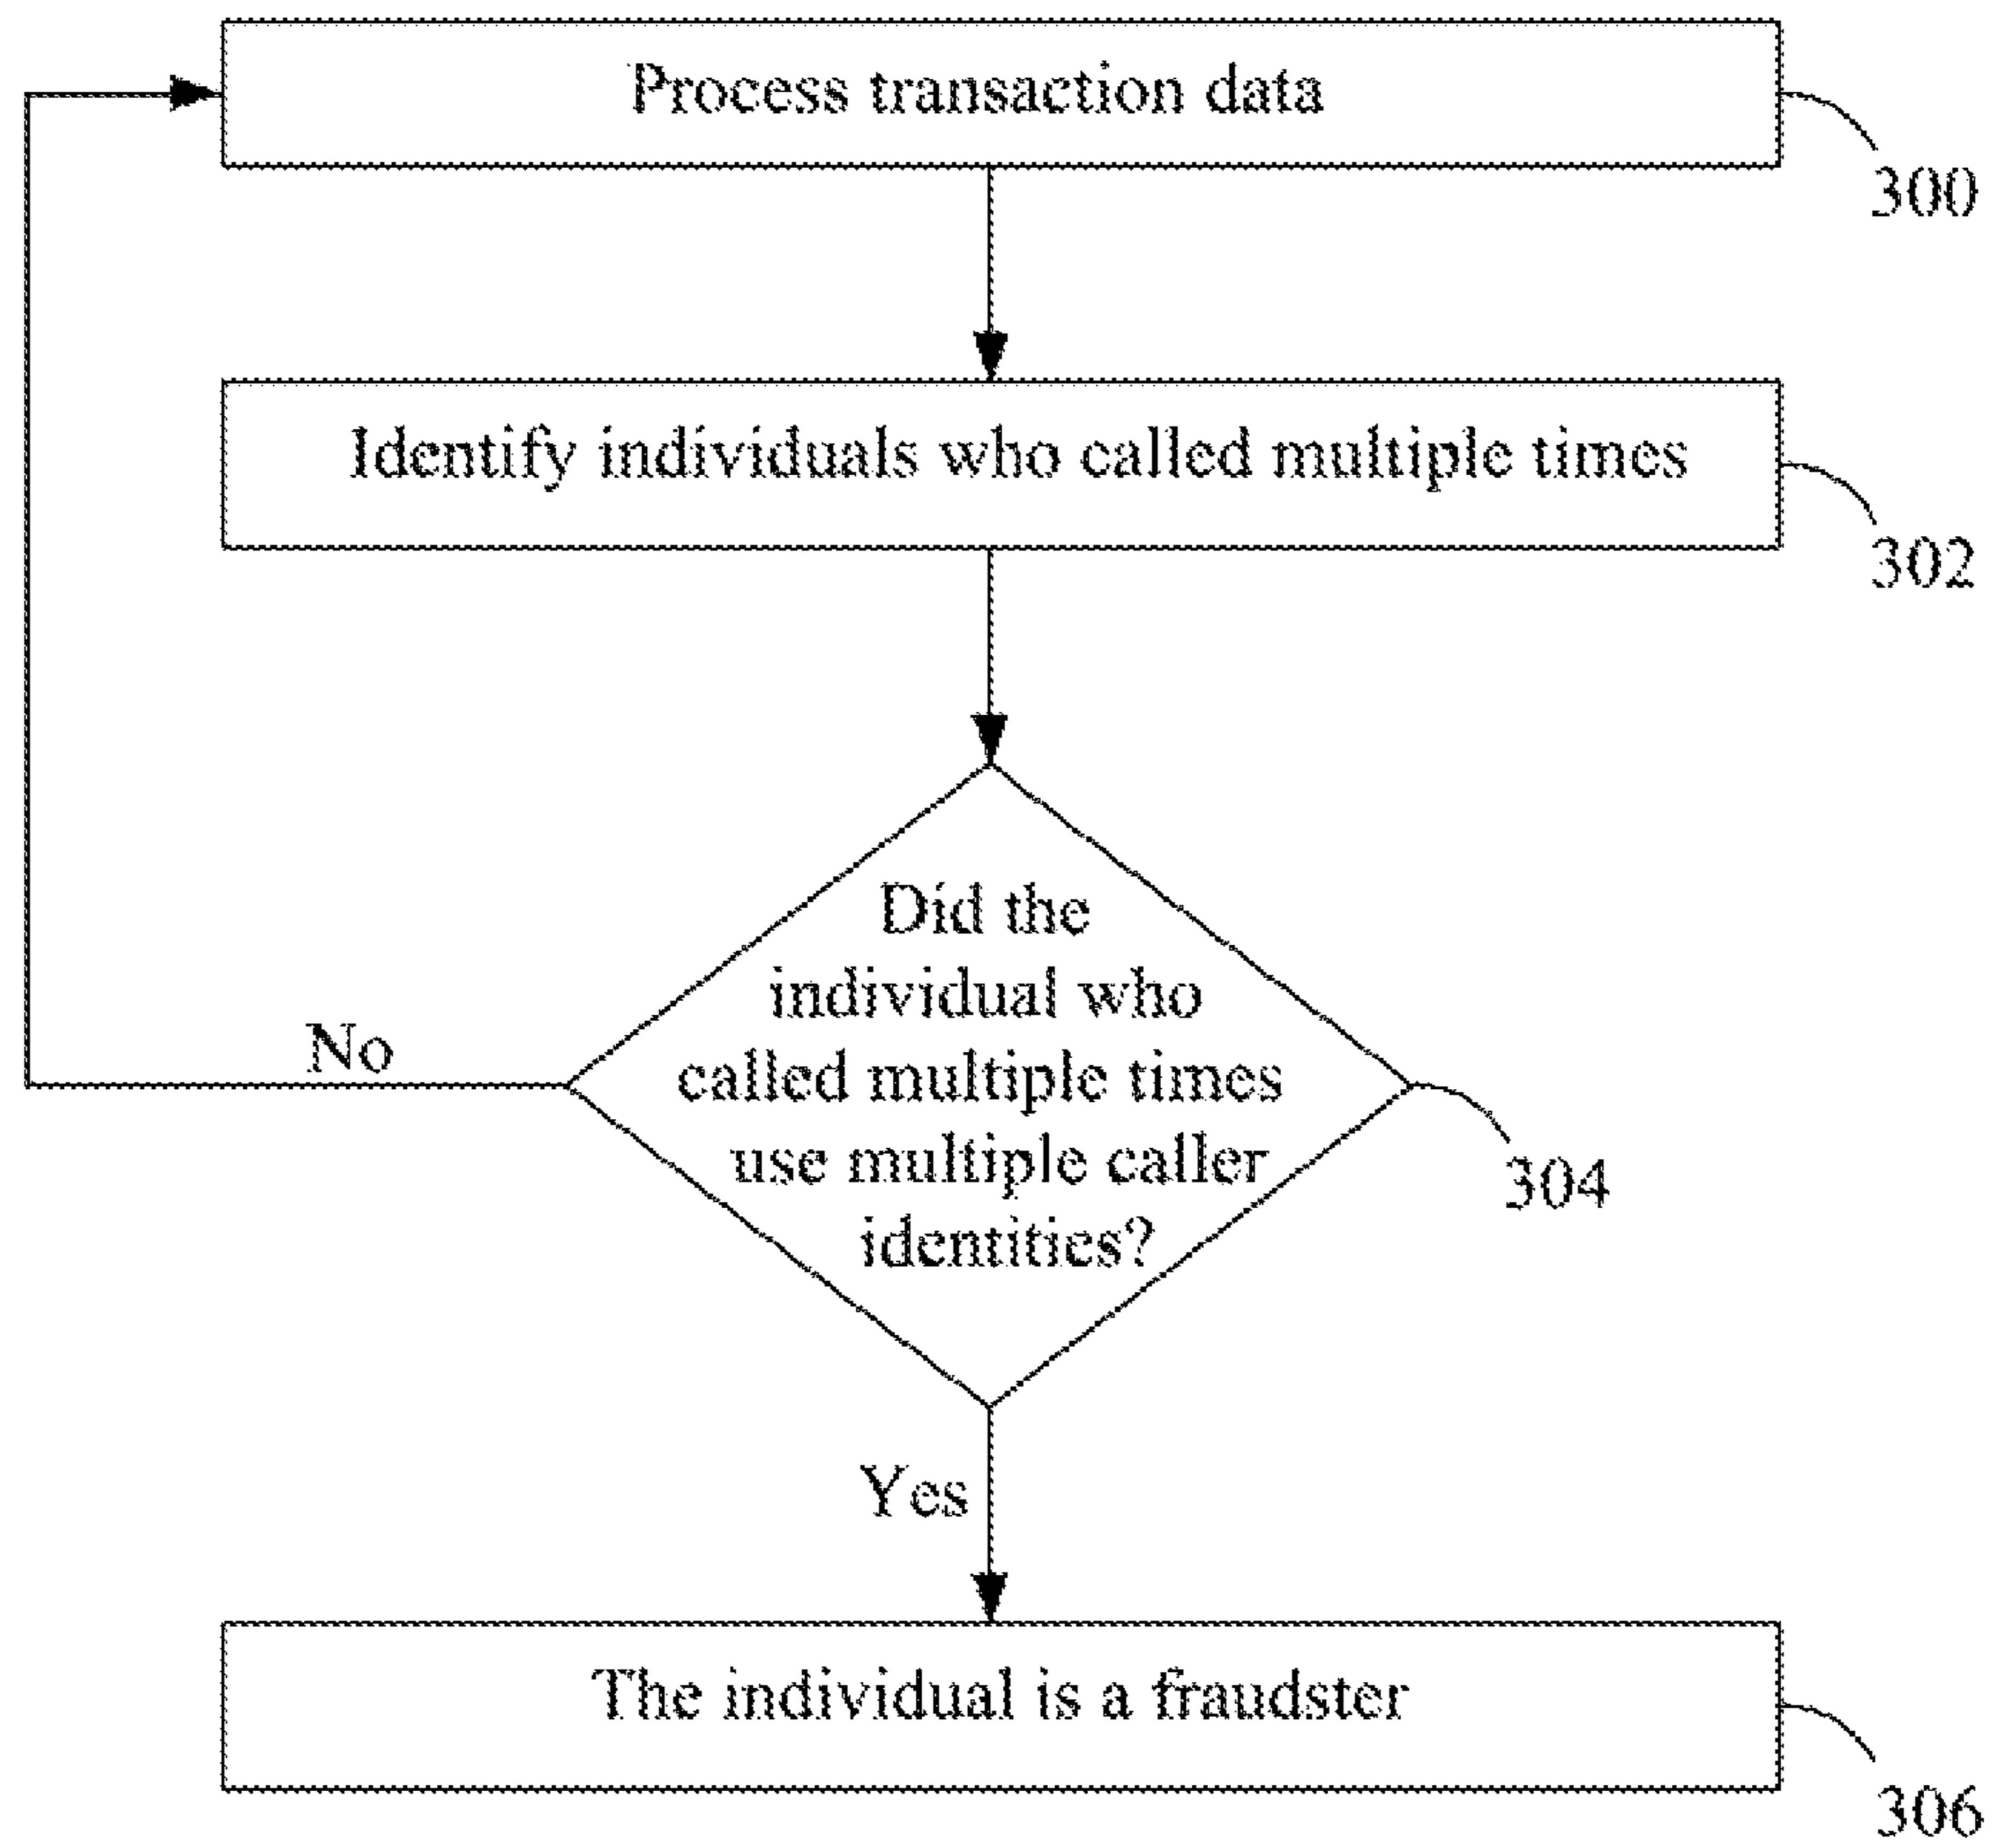 Process transaction data
300
Identify individuals who called multiple times
302
Did the
individual who
called multiple times
use multiple caller
identities?
304
No
Yes
The individual is a fraudster
306